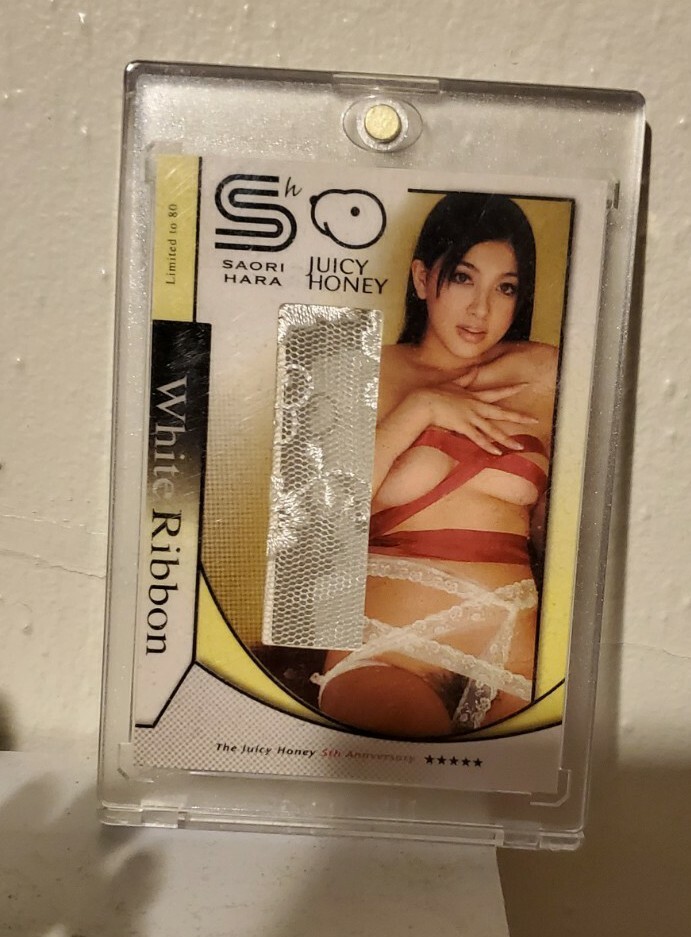 Limited to 80
Sh
SAORI
HARA
JUICY
HONEY
White Ribbon
The Juicy Honey 5th Anniversary ★★★★★